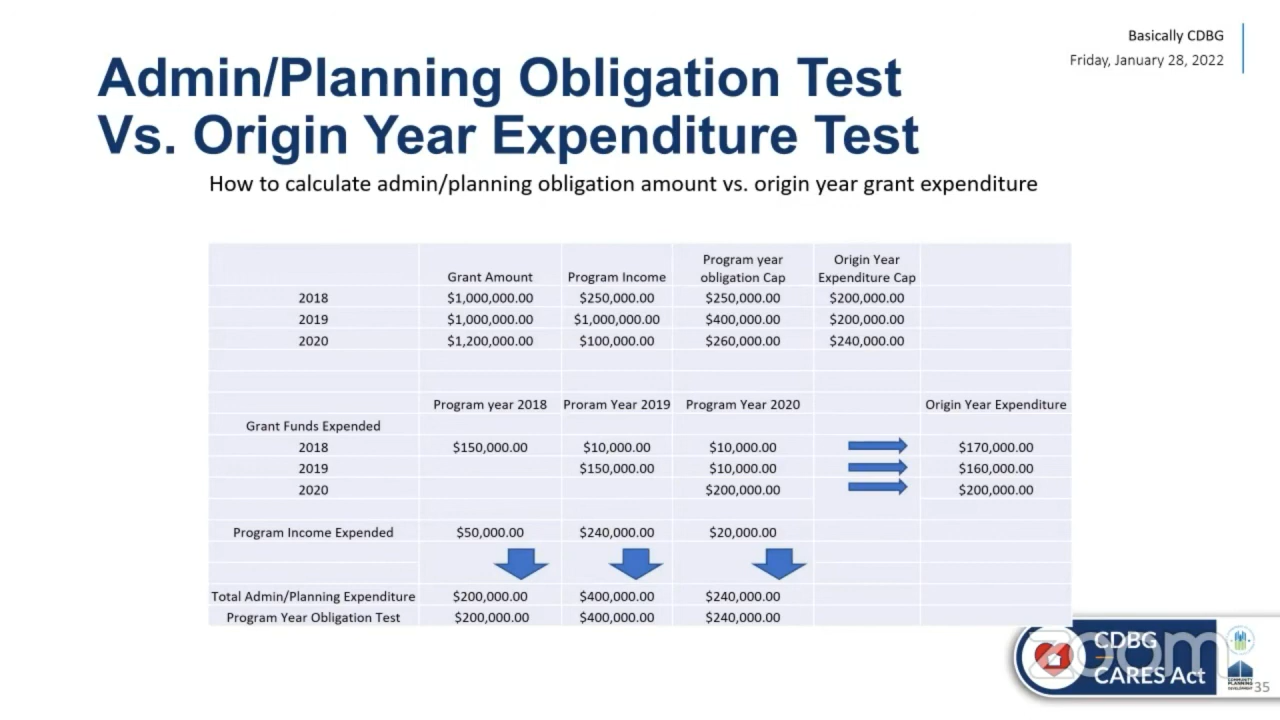 Basically CDBG
Friday, January 28, 2022
Admin/Planning Obligation Test
Vs. Origin Year Expenditure Test
How to calculate admin/planning obligation amount vs. origin year grant expenditure
Grant Amount Program Income Program year obligation Cap Origin Year Expenditure Cap
2018 $1,000,000.00 $250,000.00 $250,000.00 $200,000.00
2019 $1,000,000.00 $1,000,000.00 $400,000.00 $200,000.00
2020 $1,200,000.00 $100,000.00 $260,000.00 $240,000.00
Program year 2018 Proram Year 2019 Program Year 2020 Origin Year Expenditure
Grant Funds Expended
2018 $150,000.00 $10,000.00 $10,000.00 $170,000.00
2019 $150,000.00 $10,000.00 $160,000.00
2020 $200,000.00 $200,000.00
Program Income Expended $50,000.00 $240,000.00 $20,000.00
Total Admin/Planning Expenditure $200,000.00 $400,000.00 $240,000.00
Program Year Obligation Test $200,000.00 $400,000.00 $240,000.00
CDBG
CARES Act
zoom
COMMUNITY
PLANNING
DEVELOPMENT
35